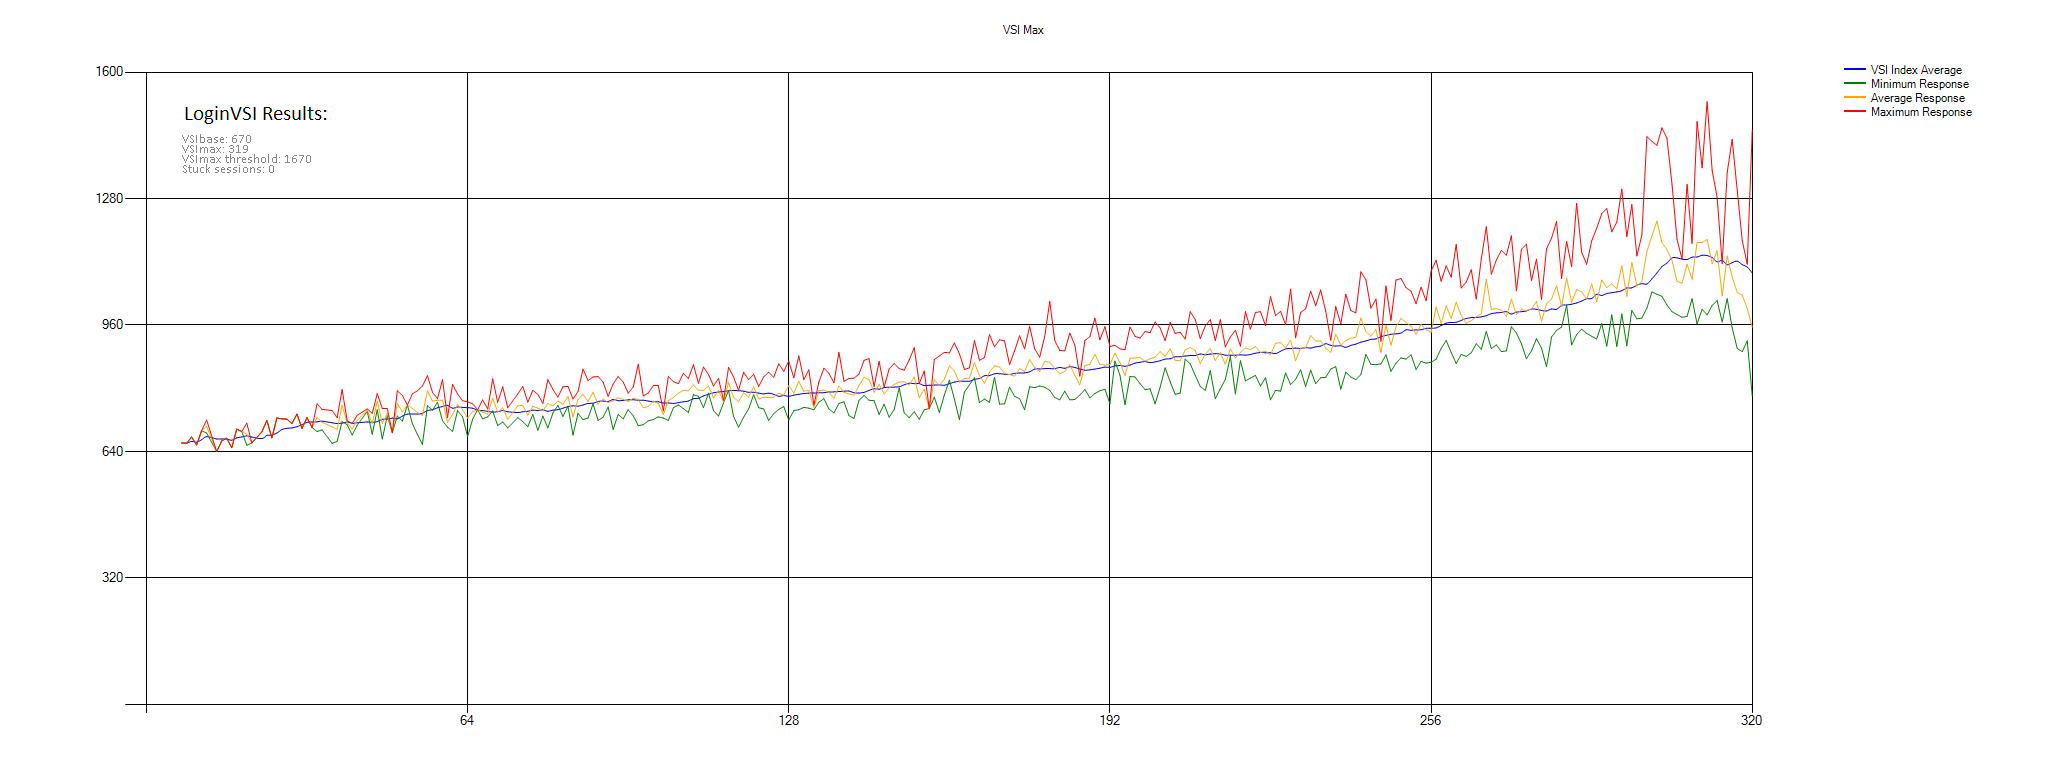 VSI Max
1600
1280
960
640
320
64
128
192
256
320
LoginVSI Results:
VSIbase: 670
VSImax: 319
VSImax threshold: 1670
Stuck sessions: 0
VSI Index Average
Minimum Response
Average Response
Maximum Response